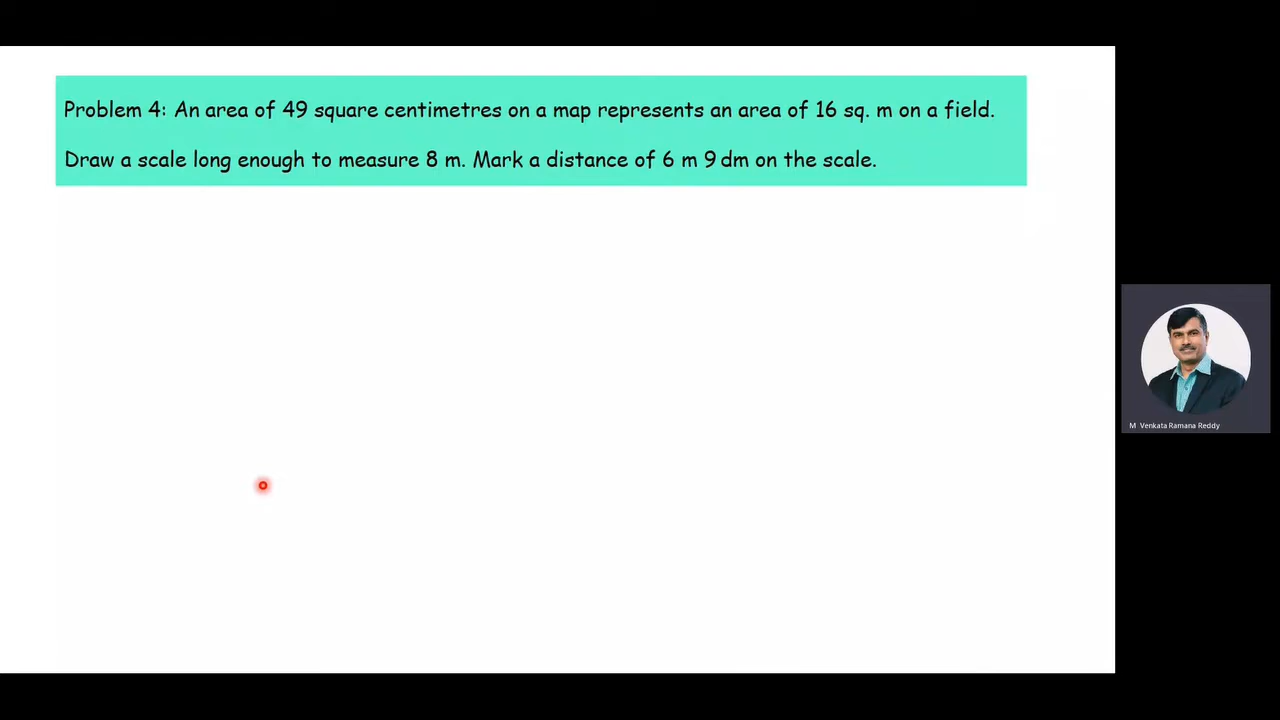 Problem 4: An area of 49 square centimetres on a map represents an area of 16 sq. m on a field.
Draw a scale long enough to measure 8 m. Mark a distance of 6 m 9 dm on the scale.
M Venkata Ramana Reddy